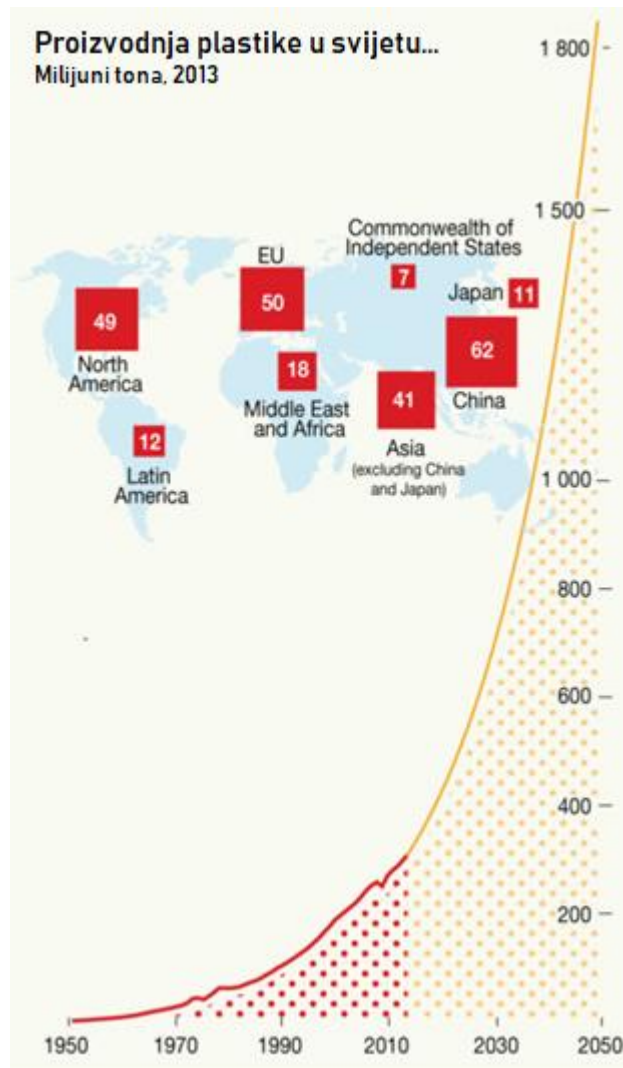 Proizvodnja plastike u svijetu...
Milijuni tona, 2013
1 800
1 500
Commonwealth of
Independent States
7
EU
50
Japan 11
49
North
America
62
China
18
Middle East
and Africa
41
Asia
(excluding China
and Japan)
12
Latin
America
1 000
800
600
400
200
1950 1970 1990 2010 2030 2050